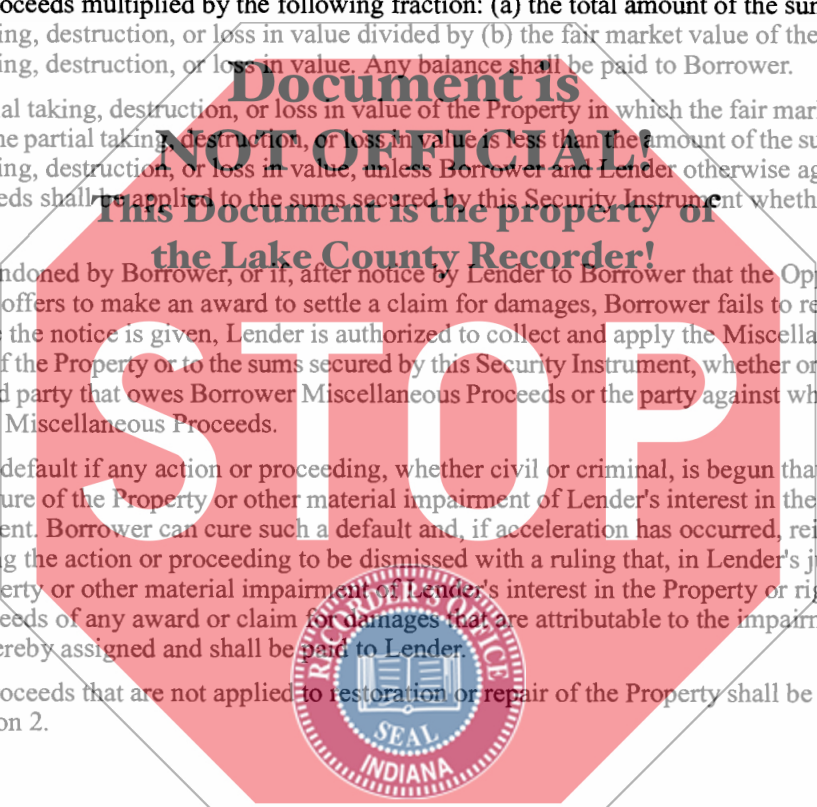 oceeds multiplied by the following fraction: (a) the total amount of the sur
ing, destruction, or loss in value divided by (b) the fair market value of the
ing, destruction, or loss in value. Any balance shall be paid to Borrower.
Document is
al taking, destruction, or loss in value of the Property in which the fair mar
he partial taking, destruction, or loss in value is less than the amount of the su
NOT OFFICIAL!
ing, destruction, or loss in value, unless Borrower and Lender otherwise ag
eds shall be applied to the sums secured by this Security Instrument wheth
This Document is the property of
the Lake County Recorder!
ndoned by Borrower, or if, after notice by Lender to Borrower that the Opp
offers to make an award to settle a claim for damages, Borrower fails to re
e the notice is given, Lender is authorized to collect and apply the Miscella
f the Property or to the sums secured by this Security Instrument, whether or
d party that owes Borrower Miscellaneous Proceeds or the party against wh
Miscellaneous Proceeds.
STOP
default if any action or proceeding, whether civil or criminal, is begun that
ure of the Property or other material impairment of Lender's interest in the
ent. Borrower can cure such a default and, if acceleration has occurred, rei
g the action or proceeding to be dismissed with a ruling that, in Lender's j
erty or other material impairment of Lender's interest in the Property or rig
eeds of any award or claim for damages that are attributable to the impairm
ereby assigned and shall be paid to Lender.
RECORDER'S OFFICE
oceeds that are not applied to restoration or repair of the Property shall be
on 2.
SEAL
INDIANA